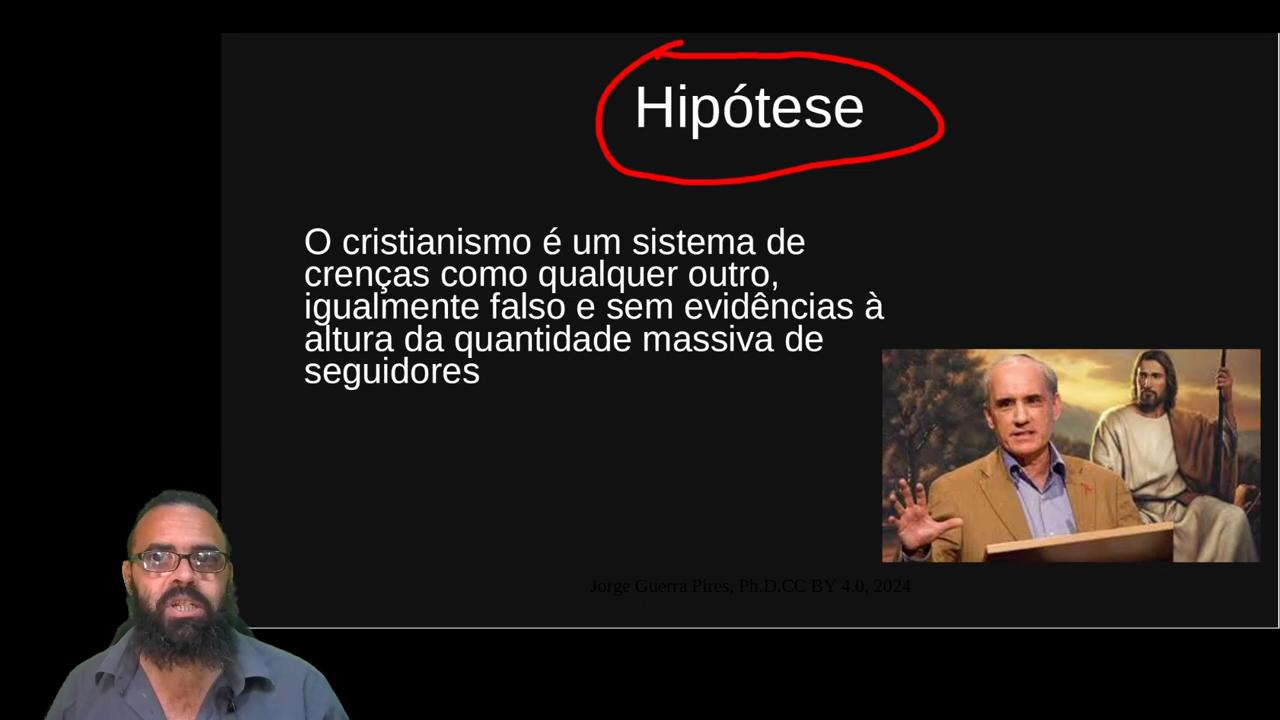 Hipótese
O cristianismo é um sistema de
crenças como qualquer outro,
igualmente falso e sem evidências à
altura da quantidade massiva de
seguidores
Jorge Guerra Pires, Ph.D.CC BY 4.0, 2024